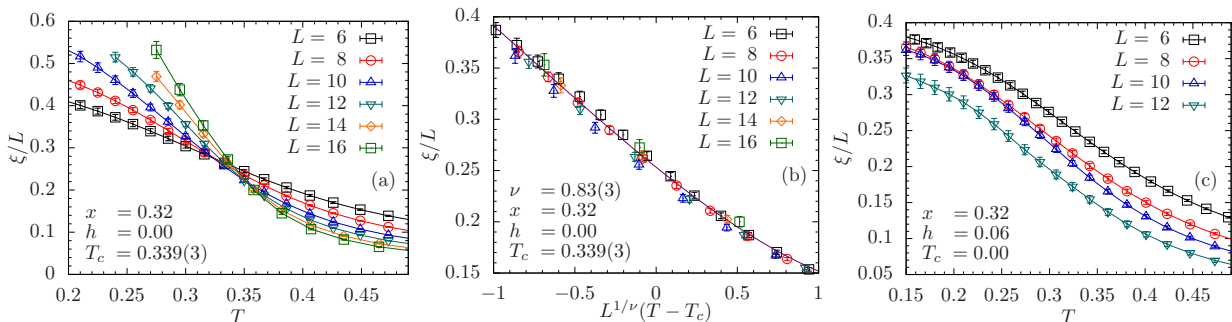 0.6
0.5
0.4
0.3
0.2
0.1
0
ξ/L
0.2 0.25 0.3 0.35 0.4 0.45
T
L = 6
L = 8
L = 10
L = 12
L = 14
L = 16
(a)
x = 0.32
h = 0.00
T_c = 0.339(3)
0.4
0.35
0.3
0.25
0.2
0.15
ξ/L
−1 −0.5 0 0.5 1
L^{1/ν}(T − T_c)
L = 6
L = 8
L = 10
L = 12
L = 14
L = 16
(b)
ν = 0.83(3)
x = 0.32
h = 0.00
T_c = 0.339(3)
0.4
0.35
0.3
0.25
0.2
0.15
0.1
0.05
ξ/L
0.15 0.2 0.25 0.3 0.35 0.4 0.45
T
L = 6
L = 8
L = 10
L = 12
(c)
x = 0.32
h = 0.06
T_c = 0.00